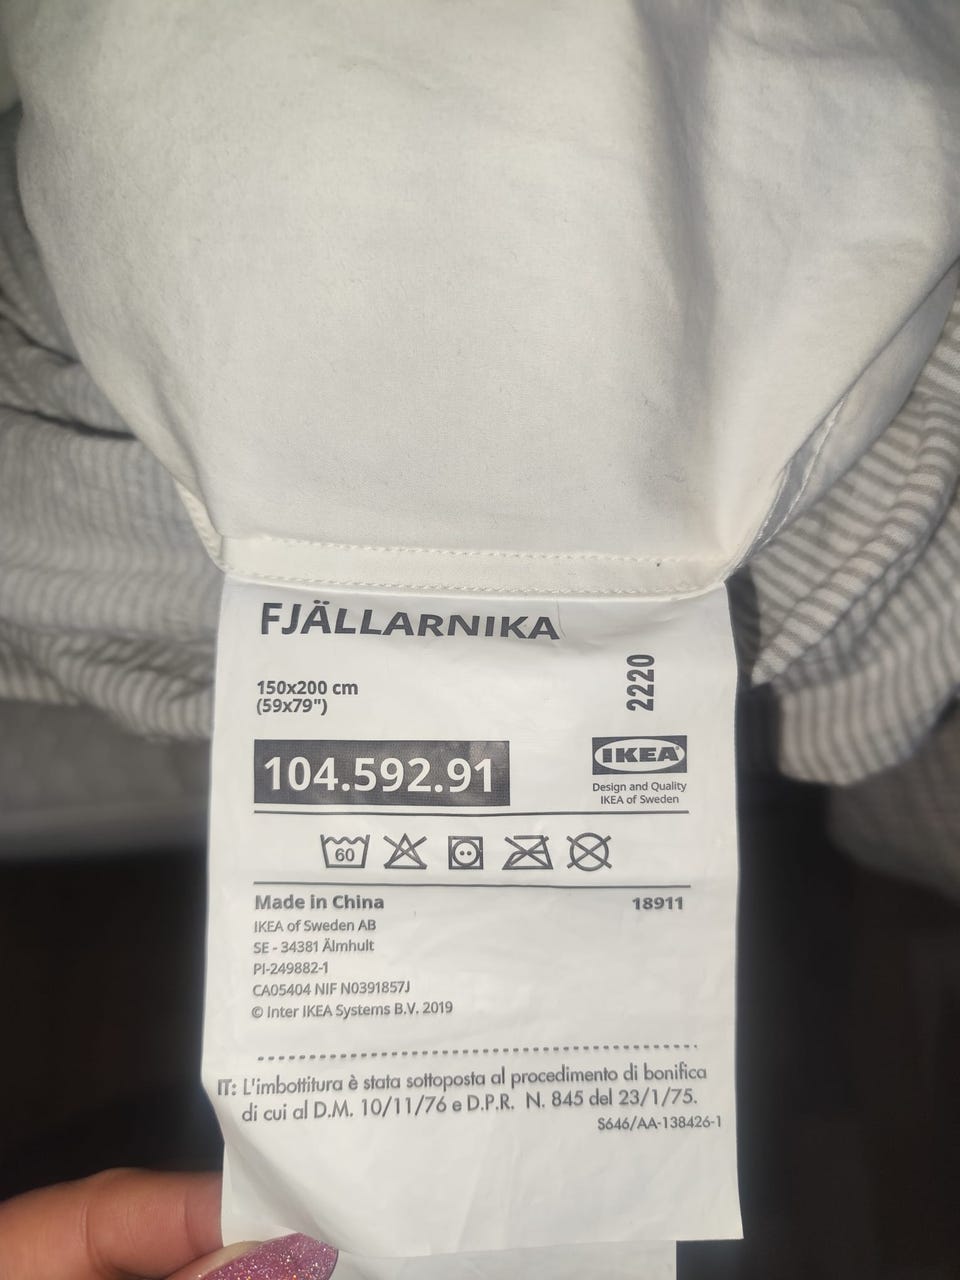 FJÄLLARNIKA
150x200 cm
(59x79")
2220
104.592.91
IKEA®
Design and Quality
IKEA of Sweden
60
Made in China
18911
IKEA of Sweden AB
SE - 34381 Älmhult
PI-249882-1
CA05404 NIF N0391857J
© Inter IKEA Systems B.V. 2019
IT: L'imbottitura è stata sottoposta al procedimento di bonifica
di cui al D.M. 10/11/76 e D.P.R. N. 845 del 23/1/75.
S646/AA-138426-1